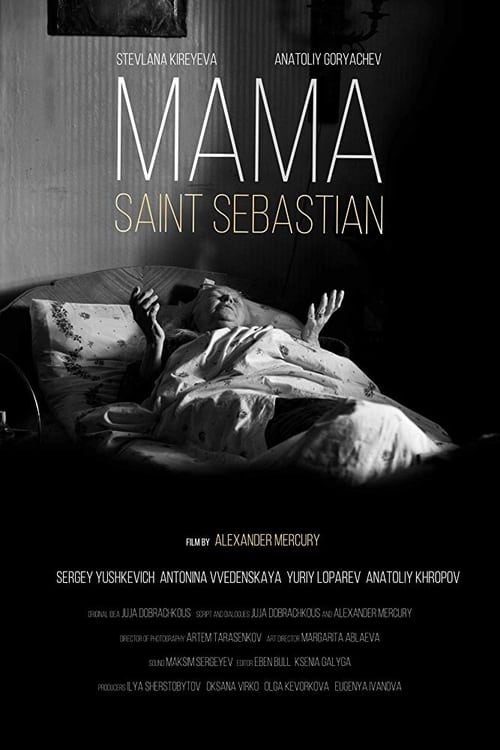 STEVLANA KIREYEVA ANATOLIY GORYACHEV
MAMA
SAINT SEBASTIAN
FILM BY ALEXANDER MERCURY
SERGEY YUSHKEVICH ANTONINA VVEDENSKAYA YURIY LOPAREV ANATOLIY KHROPOV
ORIGINAL IDEA JUJA DOBRACHKOUS SCRIPT AND DIALOGUES JUJA DOBRACHKOUS AND ALEXANDER MERCURY
DIRECTOR OF PHOTOGRAPHY ARTEM TARASENKOV ART DIRECTOR MARGARITA ABLAEVA
SOUND MAKSIM SERGEYEV EDITOR EBEN BULL KSENIA GALYGA
PRODUCERS ILYA SHERSTOBYTOV OKSANA VIRKO OLGA KEVORKOVA EUGENYA IVANOVA